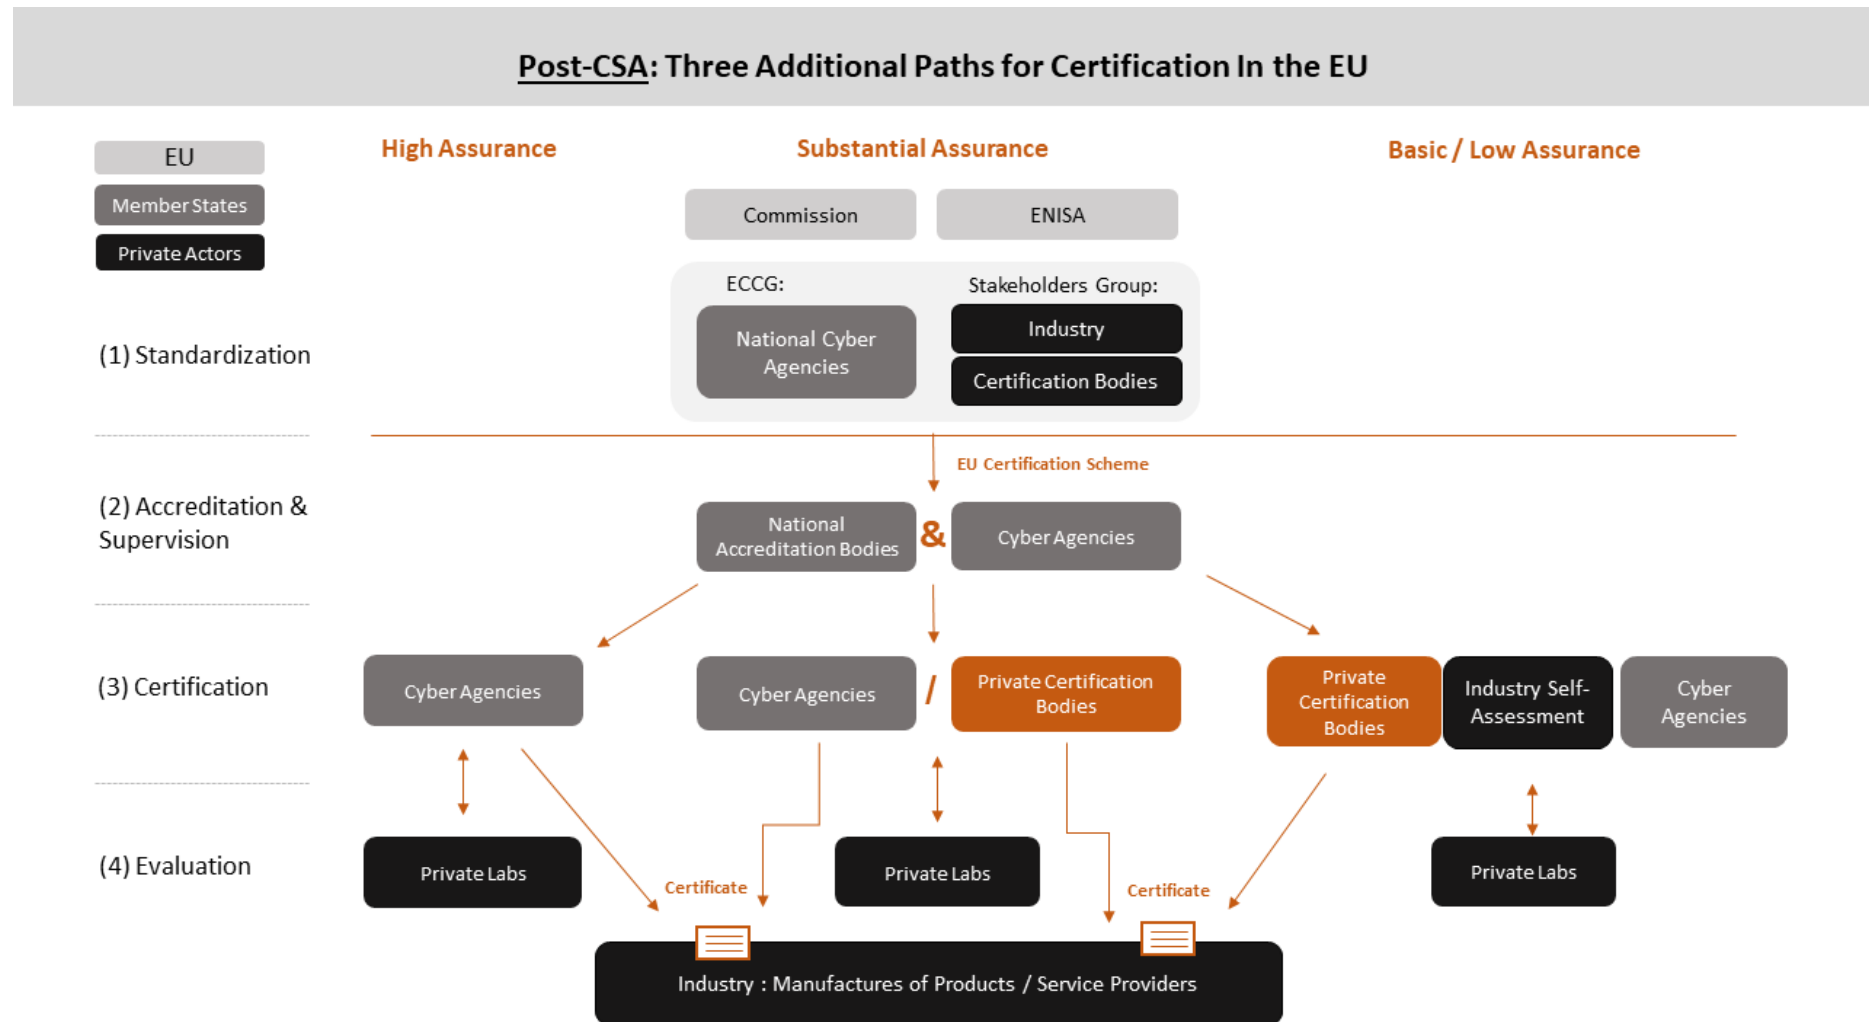 Post-CSA: Three Additional Paths for Certification In the EU
EU
Member States
Private Actors
High Assurance
Substantial Assurance
Basic / Low Assurance
Commission
ENISA
ECCG:
Stakeholders Group:
National Cyber
Agencies
Industry
Certification Bodies
(1) Standardization
EU Certification Scheme
(2) Accreditation &
Supervision
National
Accreditation Bodies
&
Cyber Agencies
(3) Certification
Cyber Agencies
Cyber Agencies
/
Private Certification
Bodies
Private
Certification
Bodies
Industry Self-
Assessment
Cyber
Agencies
(4) Evaluation
Private Labs
Private Labs
Private Labs
Certificate
Certificate
Industry : Manufactures of Products / Service Providers